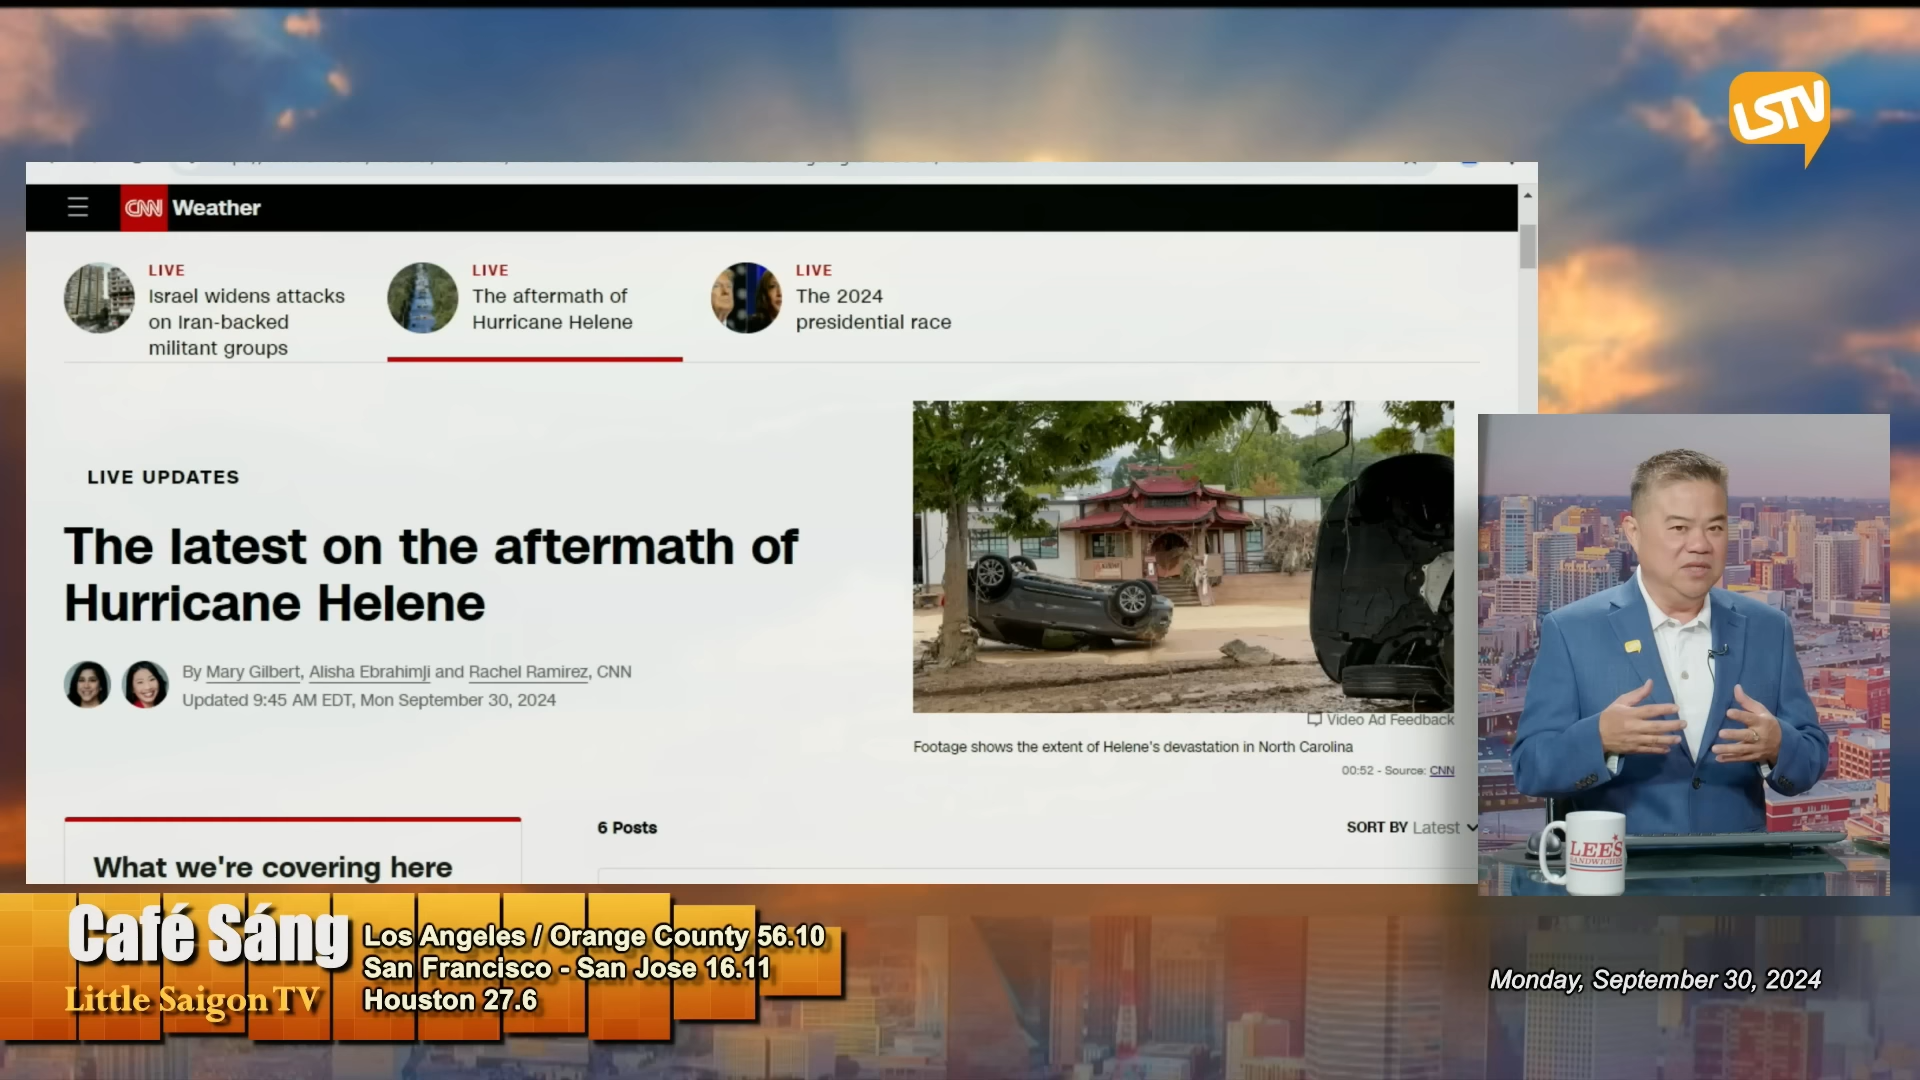 LSTV
CNN Weather
LIVE
Israel widens attacks
on Iran-backed
militant groups
LIVE
The aftermath of
Hurricane Helene
LIVE
The 2024
presidential race
LIVE UPDATES
The latest on the aftermath of
Hurricane Helene
By Mary Gilbert, Alisha Ebrahimji and Rachel Ramirez, CNN
Updated 9:45 AM EDT, Mon September 30, 2024
Video Ad Feedback
Footage shows the extent of Helene's devastation in North Carolina
00:52 - Source: CNN
6 Posts
SORT BY Latest
What we're covering here
LEE'S
SANDWICHES
Café Sáng
Little Saigon TV
Los Angeles / Orange County 56.10
San Francisco - San Jose 16.11
Houston 27.6
Monday, September 30, 2024